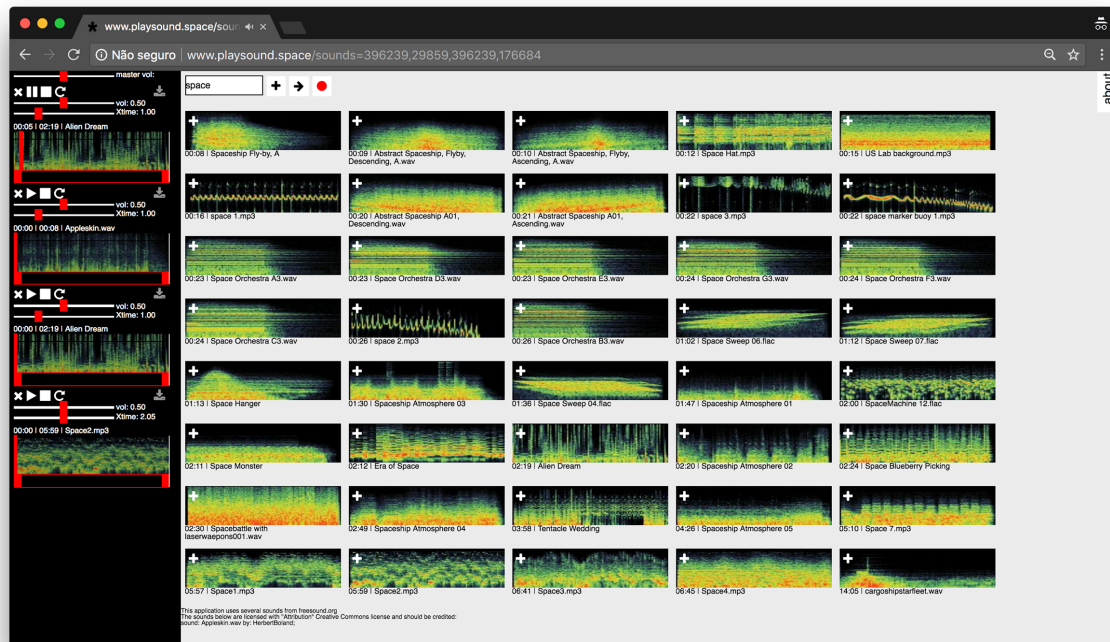 www.playsound.space/soun
Não seguro | www.playsound.space/sounds=396239,29859,396239,176684
master vol:
vol: 0.50
Xtime: 1.00
00:05 | 02:19 | Alien Dream
vol: 0.50
Xtime: 1.00
00:00 | 00:08 | Appleskin.wav
vol: 0.50
Xtime: 1.00
00:00 | 02:19 | Alien Dream
vol: 0.50
Xtime: 2.05
00:00 | 05:59 | Space2.mp3
space
about
00:08 | Spaceship Fly-by, A
00:09 | Abstract Spaceship, Flyby,
Descending, A.wav
00:10 | Abstract Spaceship, Flyby,
Ascending, A.wav
00:12 | Space Hat.mp3
00:15 | US Lab background.mp3
00:16 | space 1.mp3
00:20 | Abstract Spaceship A01,
Descending.wav
00:21 | Abstract Spaceship A01,
Ascending.wav
00:22 | space 3.mp3
00:22 | space marker buoy 1.mp3
00:23 | Space Orchestra A3.wav
00:23 | Space Orchestra D3.wav
00:23 | Space Orchestra E3.wav
00:24 | Space Orchestra G3.wav
00:24 | Space Orchestra F3.wav
00:24 | Space Orchestra C3.wav
00:26 | space 2.mp3
00:26 | Space Orchestra B3.wav
01:02 | Space Sweep 06.flac
01:12 | Space Sweep 07.flac
01:13 | Space Hanger
01:30 | Spaceship Atmosphere 03
01:36 | Space Sweep 04.flac
01:47 | Spaceship Atmosphere 01
02:00 | SpaceMachine 12.flac
02:11 | Space Monster
02:12 | Era of Space
02:19 | Alien Dream
02:20 | Spaceship Atmosphere 02
02:24 | Space Blueberry Picking
02:30 | Spacebattle with
laserwaepons001.wav
02:49 | Spaceship Atmosphere 04
03:58 | Tentacle Wedding
04:26 | Spaceship Atmosphere 05
05:10 | Space 7.mp3
05:57 | Space1.mp3
05:59 | Space2.mp3
06:41 | Space3.mp3
06:45 | Space4.mp3
14:05 | cargoshipstarfleet.wav
This application uses several sounds from freesound.org
The sounds below are licensed with "Attribution" Creative Commons license and should be credited:
sound: Appleskin.wav by: HerbertBoland;